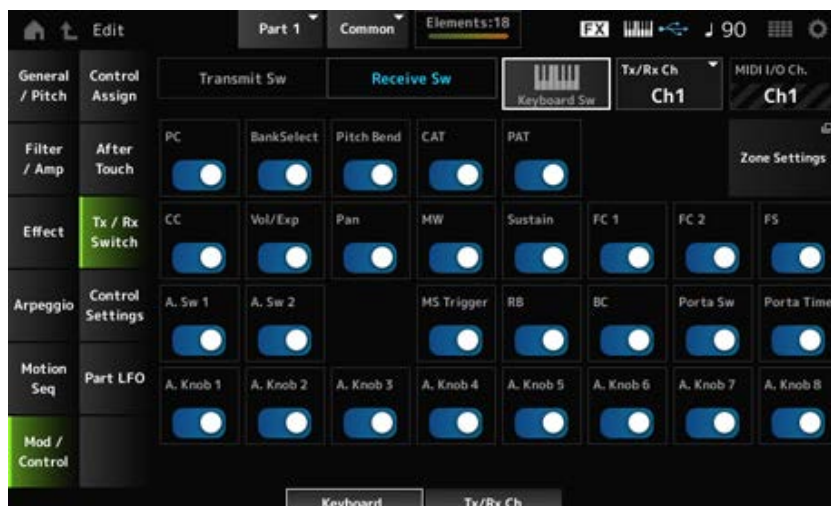 Edit
Part 1
Common
Elements:18
FX
90
General / Pitch
Control Assign
Transmit Sw
Receive Sw
Keyboard Sw
Tx/Rx Ch
Ch1
MIDI I/O Ch.
Ch1
Filter / Amp
After Touch
PC
BankSelect
Pitch Bend
CAT
PAT
Zone Settings
Effect
Tx / Rx Switch
CC
Vol/Exp
Pan
MW
Sustain
FC 1
FC 2
FS
Arpeggio
Control Settings
A. Sw 1
A. Sw 2
MS Trigger
RB
BC
Porta Sw
Porta Time
Motion Seq
Part LFO
A. Knob 1
A. Knob 2
A. Knob 3
A. Knob 4
A. Knob 5
A. Knob 6
A. Knob 7
A. Knob 8
Mod / Control
Keyboard
Tx/Rx Ch